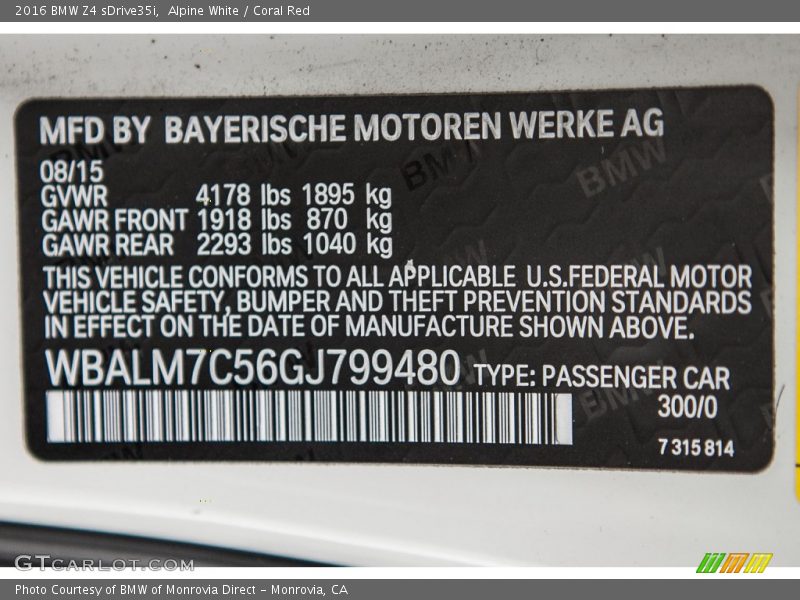 2016 BMW Z4 sDrive35i,  Alpine White / Coral Red
MFD BY BAYERISCHE MOTOREN WERKE AG
08/15
GVWR 4178 lbs 1895 kg
GAWR FRONT 1918 lbs 870 kg
GAWR REAR 2293 lbs 1040 kg
THIS VEHICLE CONFORMS TO ALL APPLICABLE U.S.FEDERAL MOTOR
VEHICLE SAFETY, BUMPER AND THEFT PREVENTION STANDARDS
IN EFFECT ON THE DATE OF MANUFACTURE SHOWN ABOVE.
WBALM7C56GJ799480 TYPE: PASSENGER CAR
300/0
7 315 814
GTCARLOT.COM
Photo Courtesy of BMW of Monrovia Direct - Monrovia, CA